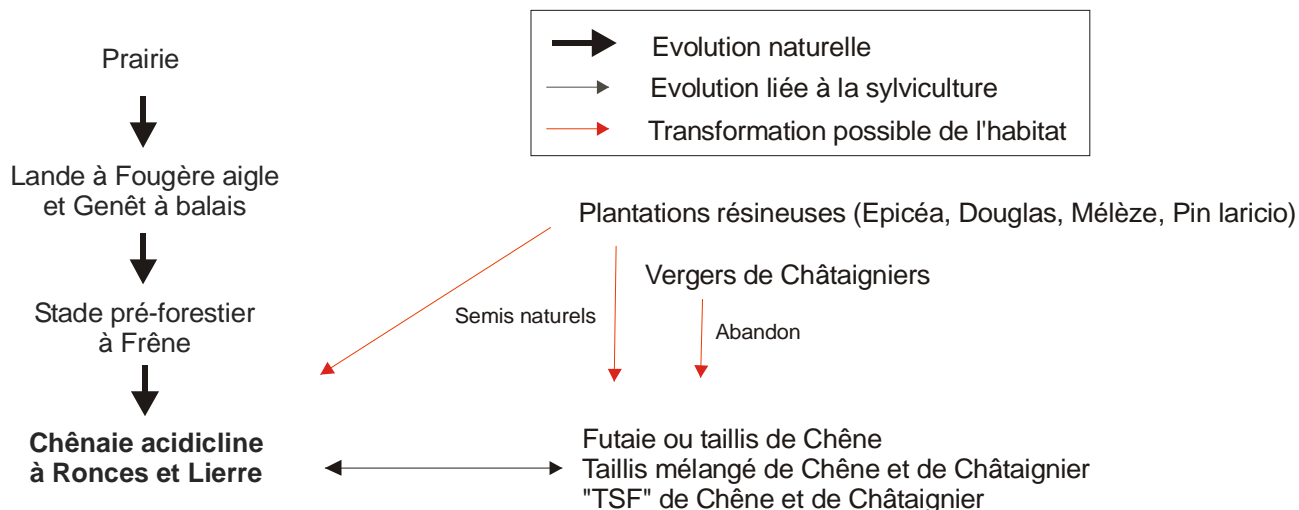 Evolution naturelle
Evolution liée à la sylviculture
Transformation possible de l'habitat
Prairie
Lande à Fougère aigle
et Genêt à balais
Stade pré-forestier
à Frêne
Chênaie acidicline
à Ronces et Lierre
Plantations résineuses (Epicéa, Douglas, Mélèze, Pin laricio)
Vergers de Châtaigniers
Semis naturels
Abandon
Futaie ou taillis de Chêne
Taillis mélangé de Chêne et de Châtaignier
"TSF" de Chêne et de Châtaignier